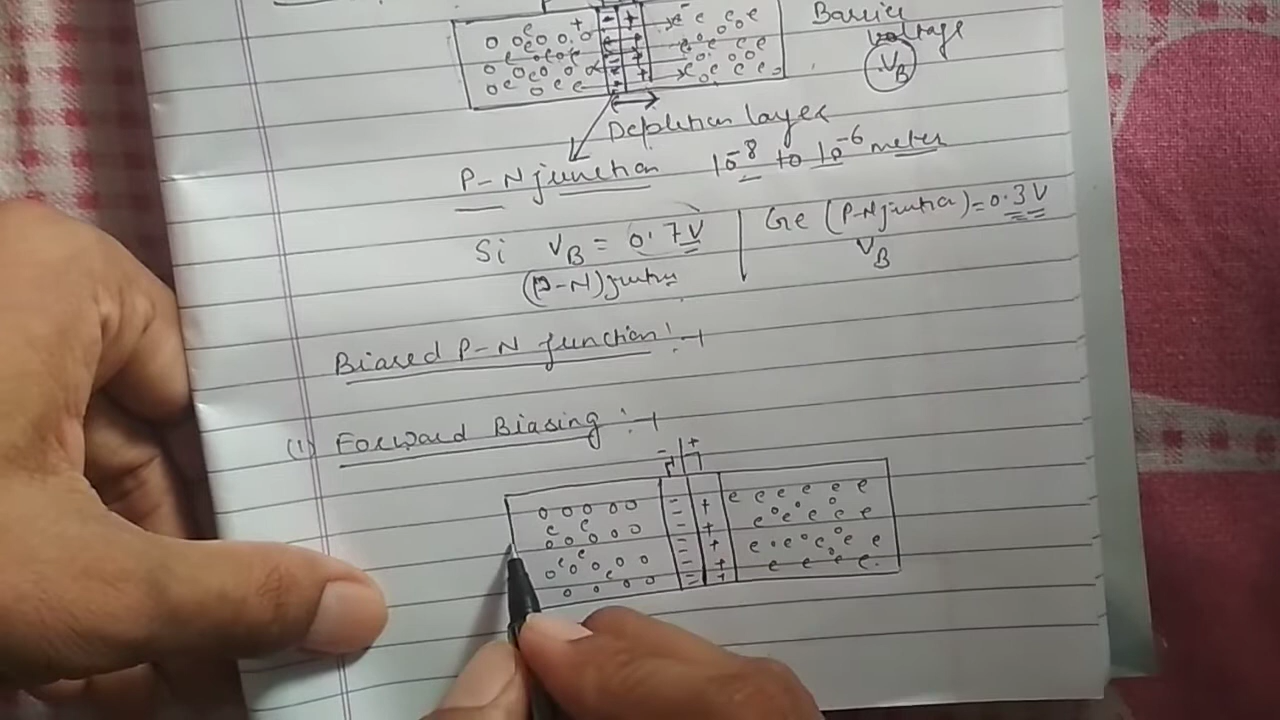 Barrier
voltage
VB
Depletion layer
P-N junction 10^-8 to 10^-6 meter
Si VB = 0.7V
(P-N) junction
Ge (P-N junction) = 0.3V
VB
Biased P-N junction :-|
(1) Forward Biasing :-|